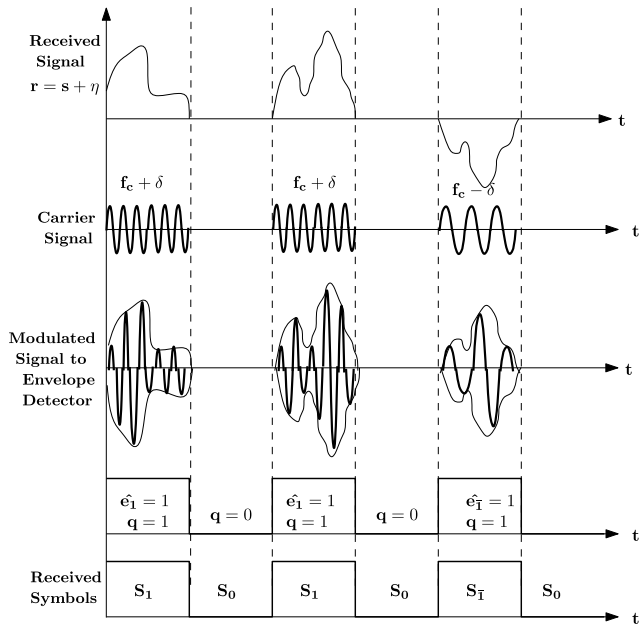 Received
Signal
r = s + η
t
f_c + δ
f_c + δ
f_c − δ
Carrier
Signal
t
Modulated
Signal to
Envelope
Detector
t
ê_1 = 1
q = 1
q = 0
ê_1 = 1
q = 1
q = 0
ê_1̄ = 1
q = 1
t
Received
Symbols
S_1
S_0
S_1
S_0
S_1̄
S_0
t